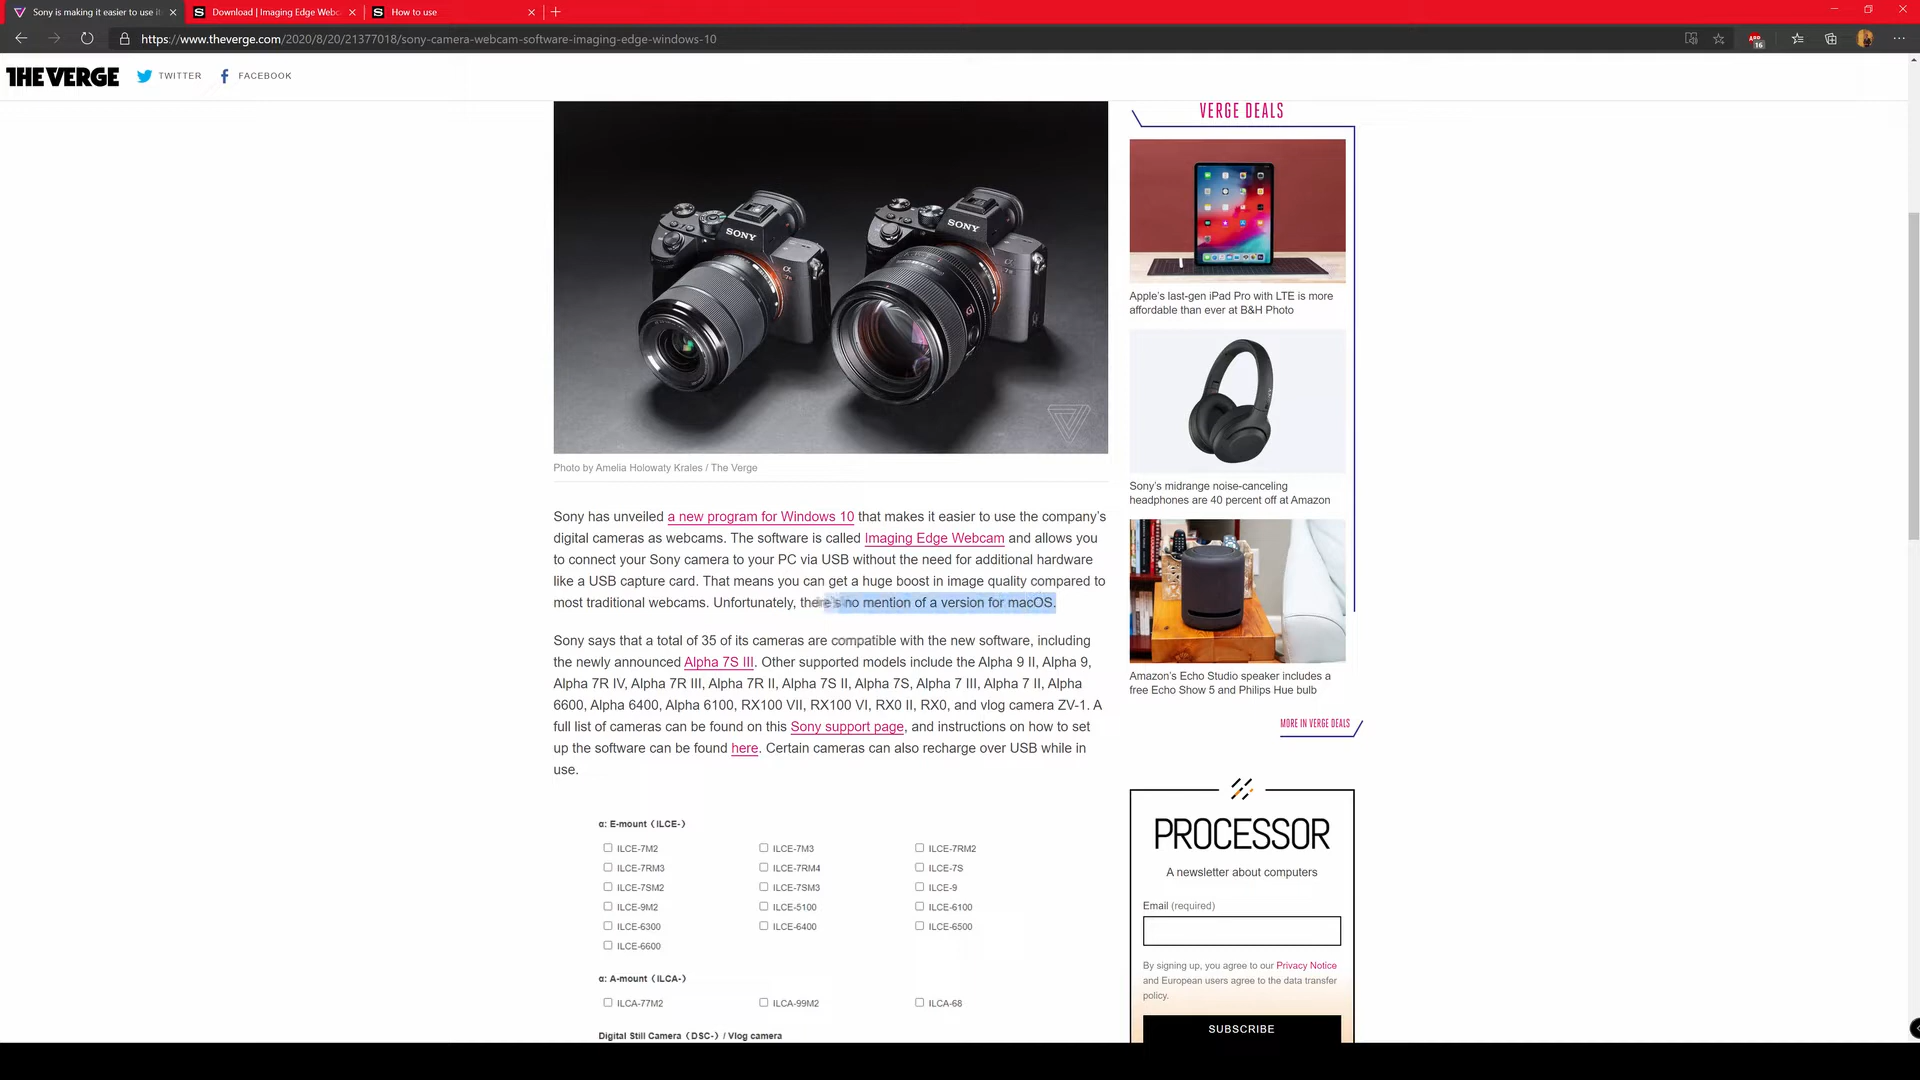 Sony is making it easier to use it
Download | Imaging Edge Webc
How to use
https://www.theverge.com/2020/8/20/21377018/sony-camera-webcam-software-imaging-edge-windows-10
16
THE VERGE
TWITTER
FACEBOOK
SONY
SONY
Photo by Amelia Holowaty Krales / The Verge
Sony has unveiled a new program for Windows 10 that makes it easier to use the company's
digital cameras as webcams. The software is called Imaging Edge Webcam and allows you
to connect your Sony camera to your PC via USB without the need for additional hardware
like a USB capture card. That means you can get a huge boost in image quality compared to
most traditional webcams. Unfortunately, there's no mention of a version for macOS.
Sony says that a total of 35 of its cameras are compatible with the new software, including
the newly announced Alpha 7S III. Other supported models include the Alpha 9 II, Alpha 9,
Alpha 7R IV, Alpha 7R III, Alpha 7R II, Alpha 7S II, Alpha 7S, Alpha 7 III, Alpha 7 II, Alpha
6600, Alpha 6400, Alpha 6100, RX100 VII, RX100 VI, RX0 II, RX0, and vlog camera ZV-1. A
full list of cameras can be found on this Sony support page, and instructions on how to set
up the software can be found here. Certain cameras can also recharge over USB while in
use.
α: E-mount（ILCE-）
ILCE-7M2 ILCE-7M3 ILCE-7RM2
ILCE-7RM3 ILCE-7RM4 ILCE-7S
ILCE-7SM2 ILCE-7SM3 ILCE-9
ILCE-9M2 ILCE-5100 ILCE-6100
ILCE-6300 ILCE-6400 ILCE-6500
ILCE-6600
α: A-mount（ILCA-）
ILCA-77M2 ILCA-99M2 ILCA-68
Digital Still Camera（DSC-）/ Vlog camera
VERGE DEALS
Apple's last-gen iPad Pro with LTE is more
affordable than ever at B&H Photo
Sony's midrange noise-canceling
headphones are 40 percent off at Amazon
Amazon's Echo Studio speaker includes a
free Echo Show 5 and Philips Hue bulb
MORE IN VERGE DEALS
PROCESSOR
A newsletter about computers
Email (required)
By signing up, you agree to our Privacy Notice
and European users agree to the data transfer
policy.
SUBSCRIBE